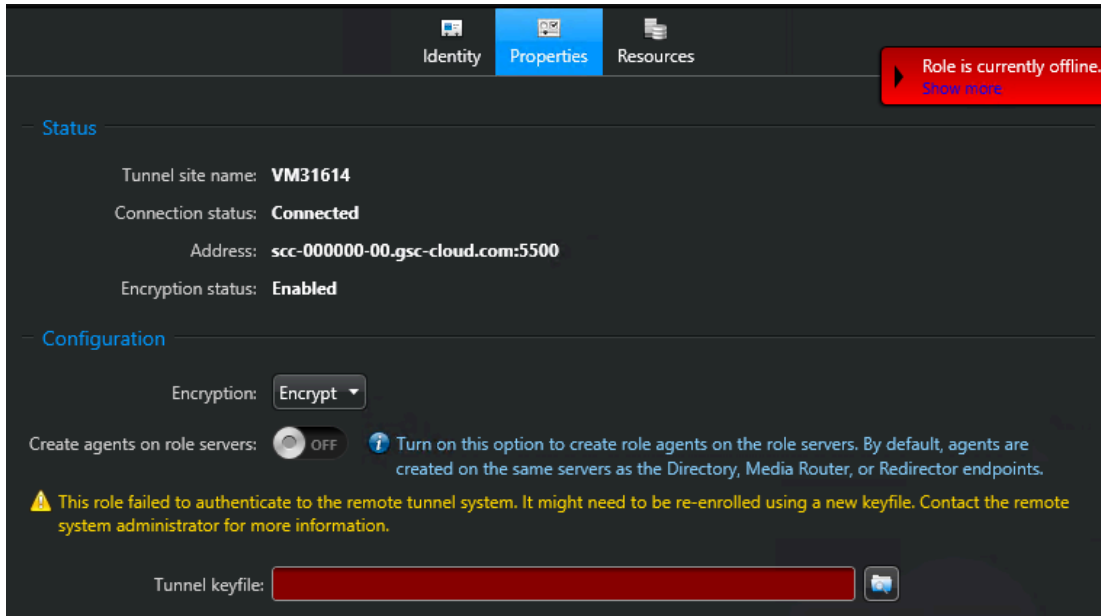 Identity Properties Resources
Role is currently offline.
Show more
Status
Tunnel site name: VM31614
Connection status: Connected
Address: scc-000000-00.gsc-cloud.com:5500
Encryption status: Enabled
Configuration
Encryption: Encrypt
Create agents on role servers: OFF Turn on this option to create role agents on the role servers. By default, agents are
created on the same servers as the Directory, Media Router, or Redirector endpoints.
This role failed to authenticate to the remote tunnel system. It might need to be re-enrolled using a new keyfile. Contact the remote
system administrator for more information.
Tunnel keyfile: